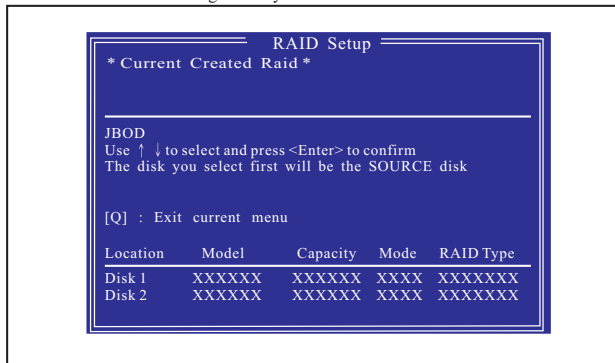 RAID Setup
* Current Created Raid *
JBOD
Use ↑ ↓ to select and press <Enter> to confirm
The disk you select first will be the SOURCE disk
[Q] : Exit current menu
Location Model Capacity Mode RAID Type
Disk 1 XXXXXX XXXXXX XXXX XXXXXXX
Disk 2 XXXXXX XXXXXX XXXX XXXXXXX